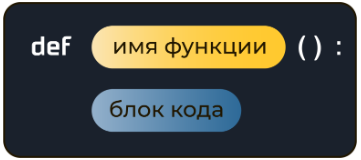 def имя функции ( ) :
блок кода